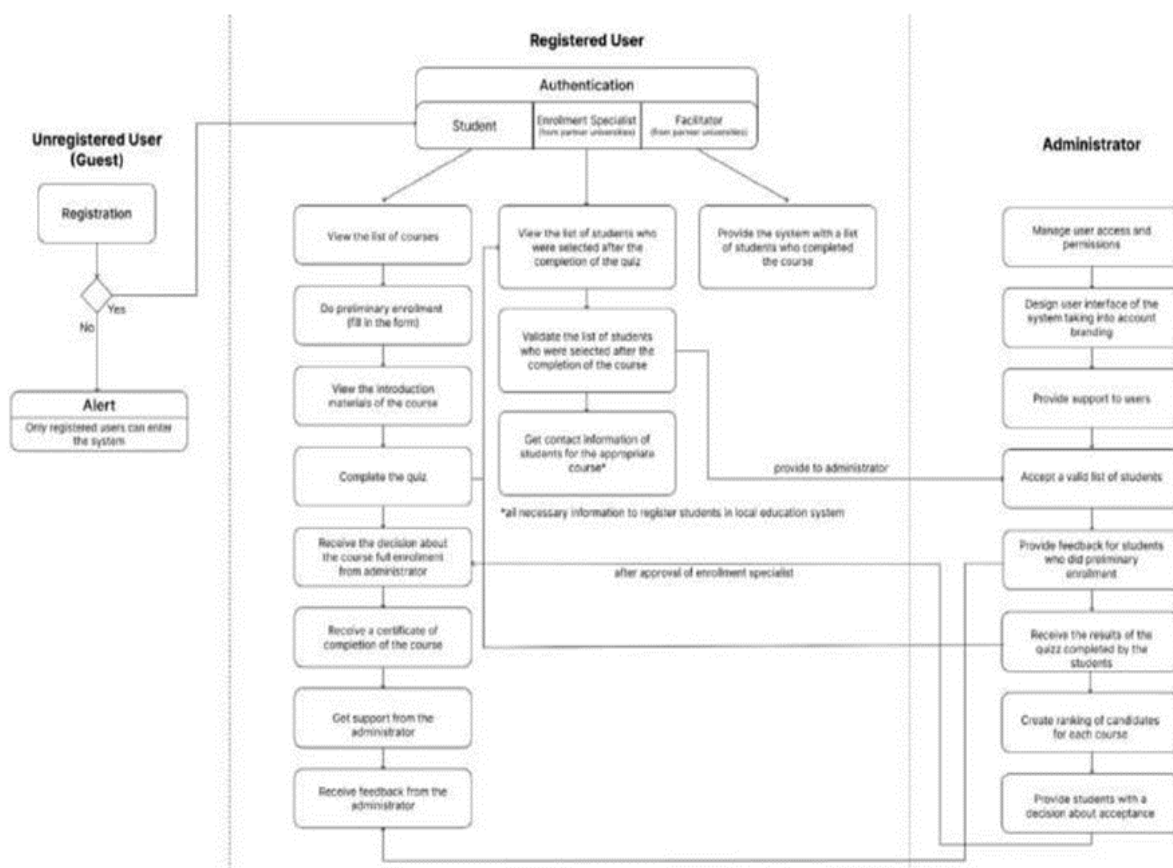 Registered User
Authentication
Student
Enrollment Specialist
(from partner universities)
Facilitator
(from partner universities)
Unregistered User
(Guest)
Registration
Yes
No
Alert
Only registered users can enter
the system
View the list of courses
Do preliminary enrollment
(fill in the form)
View the introduction
materials of the course
Complete the quiz
Receive the decision about
the course full enrollment
from administrator
Receive a certificate of
completion of the course
Get support from the
administrator
Receive feedback from the
administrator
View the list of students who
were selected after the
completion of the quiz
Validate the list of students
who were selected after the
completion of the course
Get contact information of
students for the appropriate
course*
*all necessary information to register students in local education system
Provide the system with a list
of students who completed
the course
provide to administrator
after approval of enrollment specialist
Administrator
Manage user access and
permissions
Design user interface of the
system taking into account
branding
Provide support to users
Accept a valid list of students
Provide feedback for students
who did preliminary
enrollment
Receive the results of the
quizz completed by the
students
Create ranking of candidates
for each course
Provide students with a
decision about acceptance